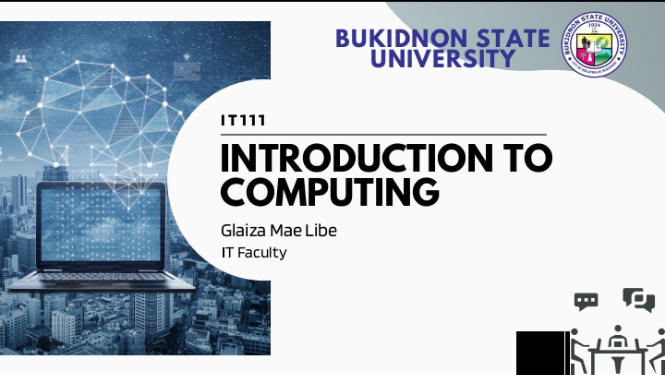 BUKIDNON STATE
UNIVERSITY
BUKIDNON STATE UNIVERSITY
1924
IT111
INTRODUCTION TO
COMPUTING
Glaiza Mae Libe
IT Faculty